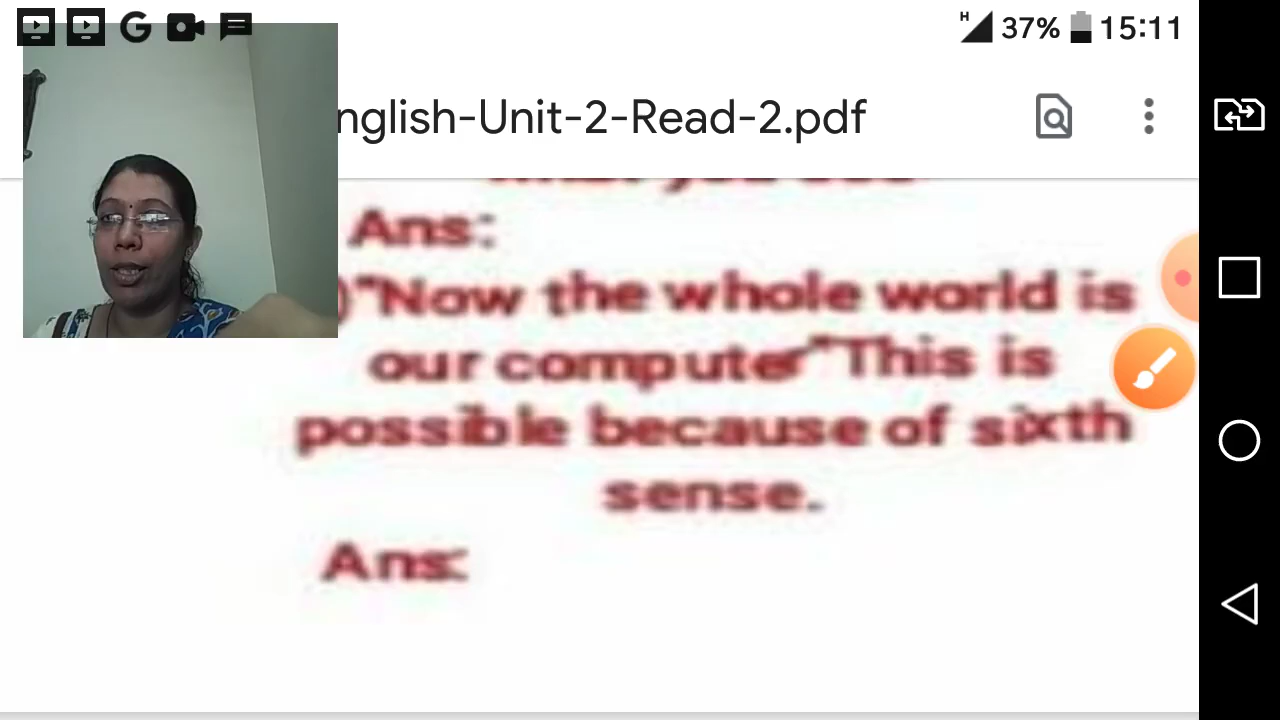 37% 15:11
nglish-Unit-2-Read-2.pdf
Ans:
)"Now the whole world is
our computer"This is
possible because of sixth
sense.
Ans: